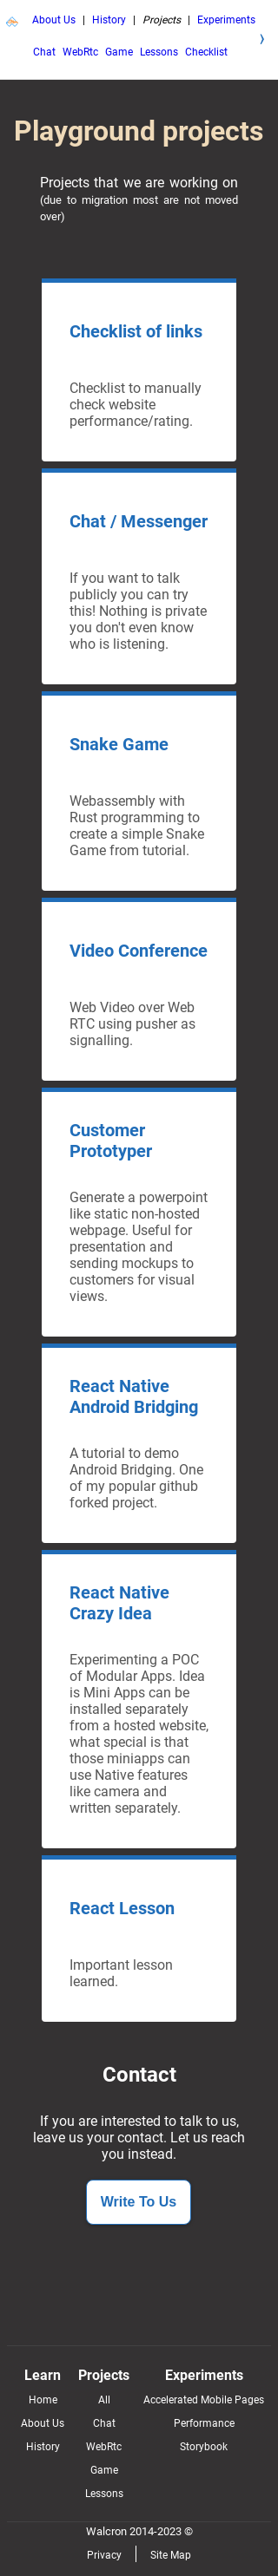 About Us | History | Projects | Experiments
Chat WebRtc Game Lessons Checklist
Playground projects
Projects that we are working on
(due to migration most are not moved
over)
Checklist of links
Checklist to manually
check website
performance/rating.
Chat / Messenger
If you want to talk
publicly you can try
this! Nothing is private
you don't even know
who is listening.
Snake Game
Webassembly with
Rust programming to
create a simple Snake
Game from tutorial.
Video Conference
Web Video over Web
RTC using pusher as
signalling.
Customer
Prototyper
Generate a powerpoint
like static non-hosted
webpage. Useful for
presentation and
sending mockups to
customers for visual
views.
React Native
Android Bridging
A tutorial to demo
Android Bridging. One
of my popular github
forked project.
React Native
Crazy Idea
Experimenting a POC
of Modular Apps. Idea
is Mini Apps can be
installed separately
from a hosted website,
what special is that
those miniapps can
use Native features
like camera and
written separately.
React Lesson
Important lesson
learned.
Contact
If you are interested to talk to us,
leave us your contact. Let us reach
you instead.
Write To Us
Learn Projects Experiments
Home All Accelerated Mobile Pages
About Us Chat Performance
History WebRtc Storybook
Game
Lessons
Walcron 2014-2023 ©
Privacy | Site Map